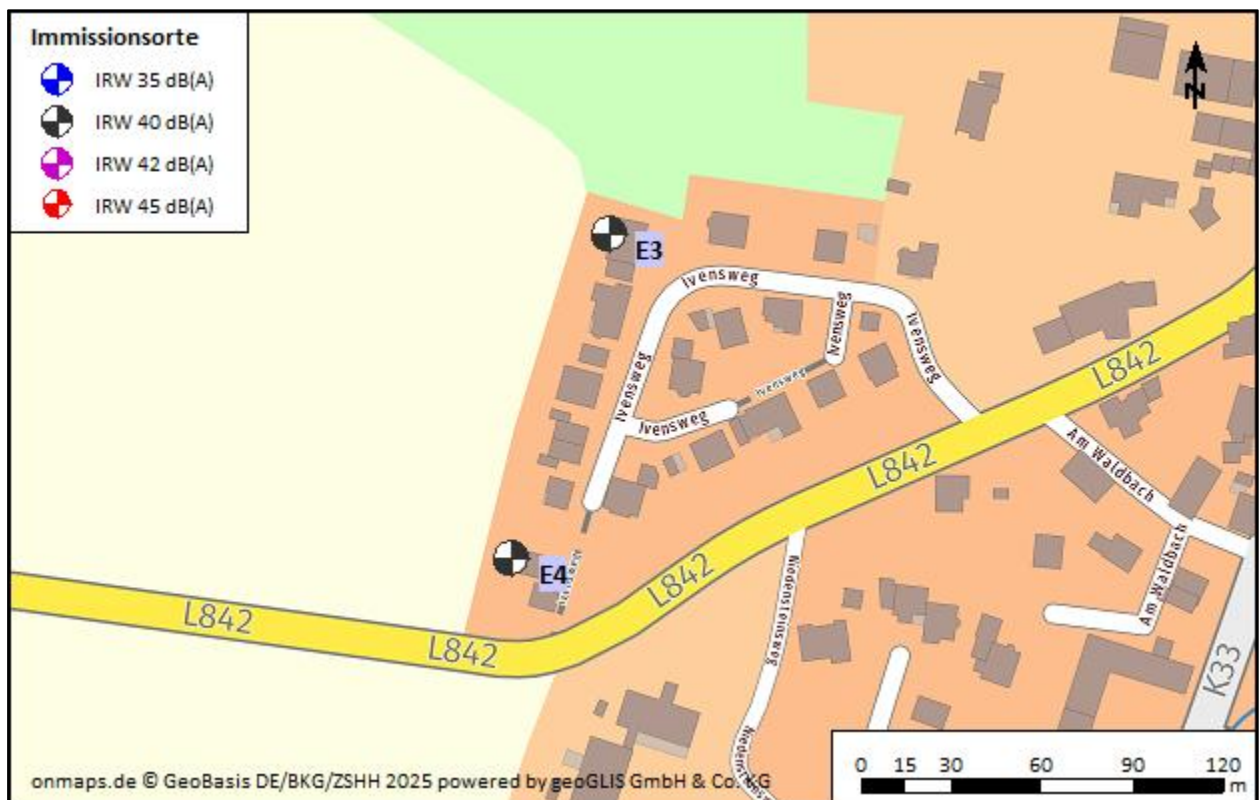 Immissionsorte
IRW 35 dB(A)
IRW 40 dB(A)
IRW 42 dB(A)
IRW 45 dB(A)
N
E3
Ivensweg
Ivensweg
Ivensweg
Ivensweg
Ivensweg
Ivensweg
L842
L842
Am Waldbach
E4
L842
L842
L842
Niedensteinsweg
Am Waldbach
K33
0 15 30 60 90 120
m
onmaps.de © GeoBasis DE/BKG/ZSHH 2025 powered by geoGLIS GmbH & Co. KG